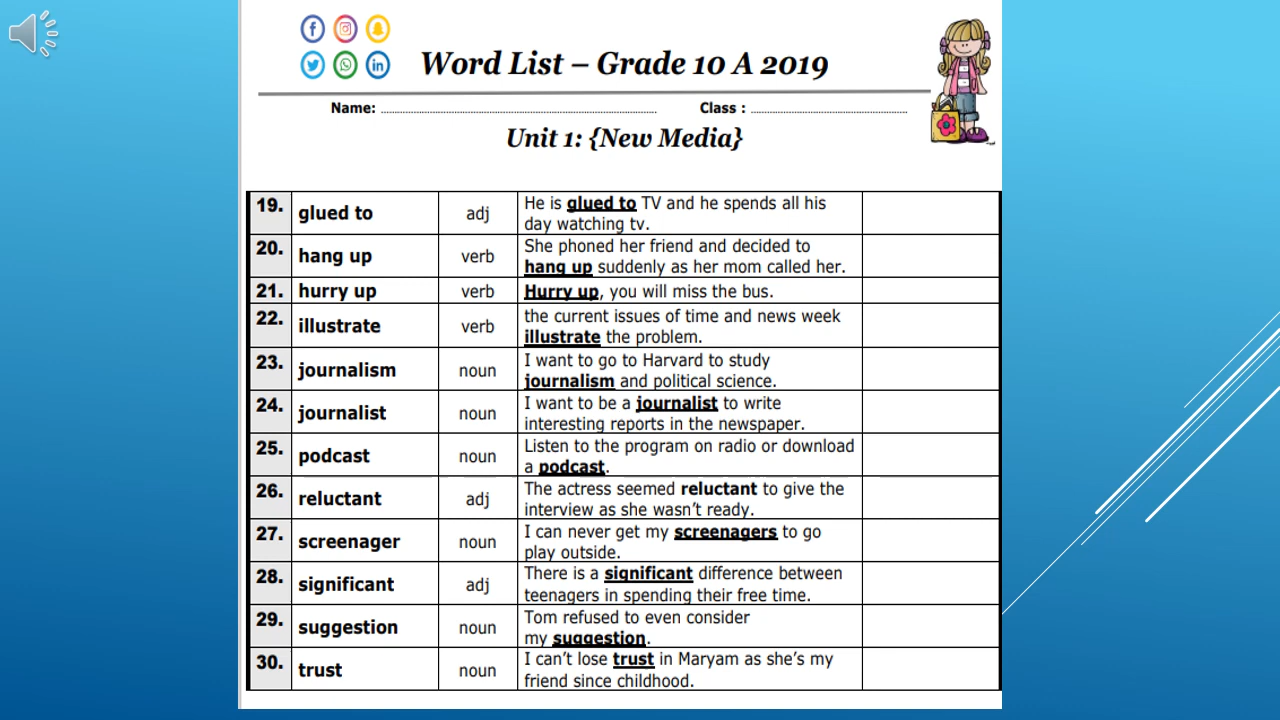 Word List – Grade 10 A 2019
Name: Class :
Unit 1: {New Media}
19. glued to adj He is glued to TV and he spends all his
day watching tv.
20. hang up verb She phoned her friend and decided to
hang up suddenly as her mom called her.
21. hurry up verb Hurry up, you will miss the bus.
22. illustrate verb the current issues of time and news week
illustrate the problem.
23. journalism noun I want to go to Harvard to study
journalism and political science.
24. journalist noun I want to be a journalist to write
interesting reports in the newspaper.
25. podcast noun Listen to the program on radio or download
a podcast.
26. reluctant adj The actress seemed reluctant to give the
interview as she wasn't ready.
27. screenager noun I can never get my screenagers to go
play outside.
28. significant adj There is a significant difference between
teenagers in spending their free time.
29. suggestion noun Tom refused to even consider
my suggestion.
30. trust noun I can't lose trust in Maryam as she's my
friend since childhood.